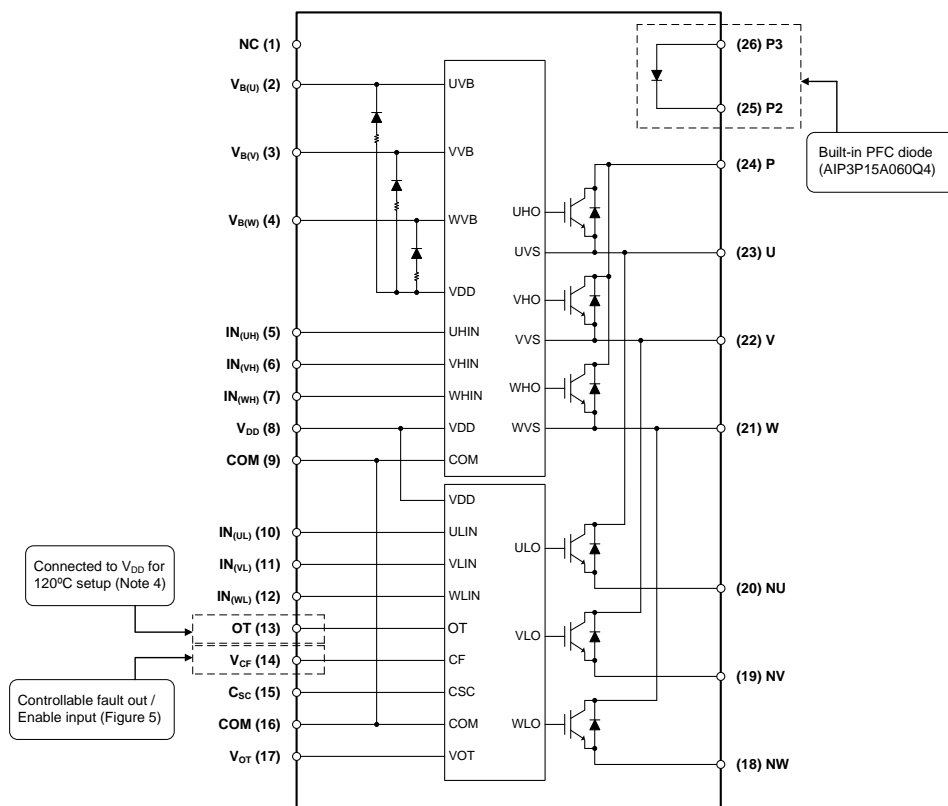 NC (1)
VB(U) (2)
VB(V) (3)
VB(W) (4)
IN(UH) (5)
IN(VH) (6)
IN(WH) (7)
VDD (8)
COM (9)
IN(UL) (10)
IN(VL) (11)
IN(WL) (12)
OT (13)
VCF (14)
CSC (15)
COM (16)
VOT (17)
Connected to VDD for
120ºC setup (Note 4)
Controllable fault out /
Enable input (Figure 5)
UVB
VVB
WVB
VDD
UHIN
VHIN
WHIN
VDD
COM
UHO
UVS
VHO
VVS
WHO
WVS
VDD
ULIN
VLIN
WLIN
OT
CF
CSC
COM
VOT
ULO
VLO
WLO
(26) P3
(25) P2
(24) P
(23) U
(22) V
(21) W
(20) NU
(19) NV
(18) NW
Built-in PFC diode
(AIP3P15A060Q4)